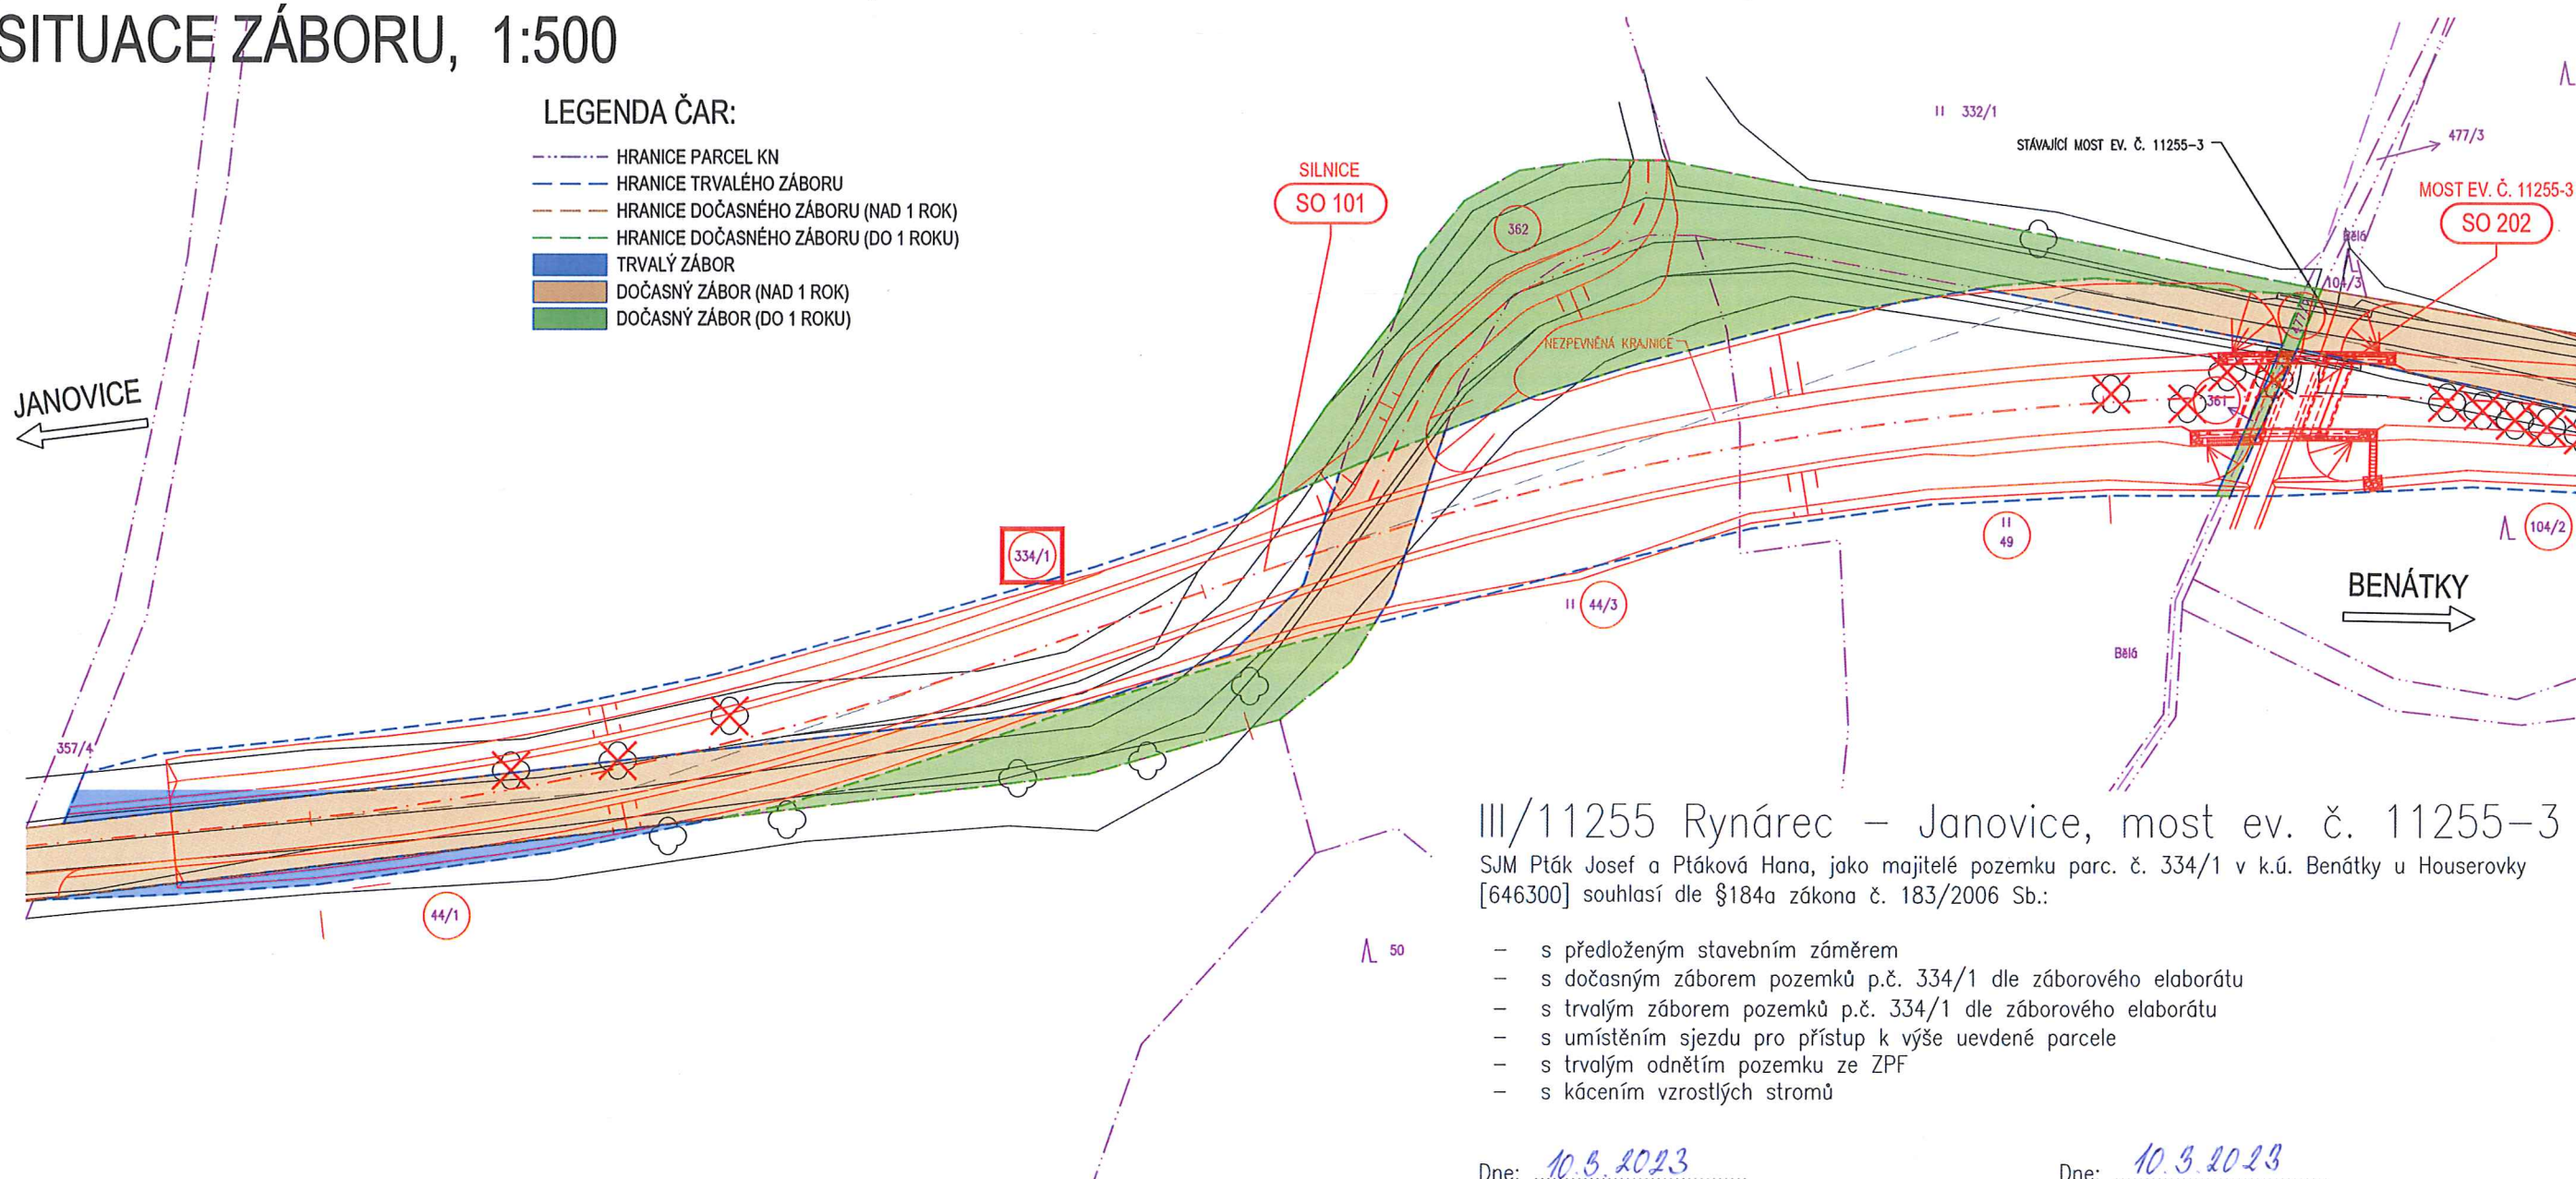 SITUACE ZÁBORU, 1:500
LEGENDA ČAR:
HRANICE PARCEL KN
HRANICE TRVALÉHO ZÁBORU
HRANICE DOČASNÉHO ZÁBORU (NAD 1 ROK)
HRANICE DOČASNÉHO ZÁBORU (DO 1 ROKU)
TRVALÝ ZÁBOR
DOČASNÝ ZÁBOR (NAD 1 ROK)
DOČASNÝ ZÁBOR (DO 1 ROKU)
JANOVICE
SILNICE
SO 101
362
332/1
STÁVAJÍCÍ MOST EV. Č. 11255-3
477/3
MOST EV. Č. 11255-3
SO 202
Bělá
104/3
NEZPEVNĚNÁ KRAJNICE
361
334/1
49
104/2
44/3
BENÁTKY
Bělá
357/4
44/1
50
III/11255 Rynárec – Janovice, most ev. č. 11255-3
SJM Pták Josef a Ptáková Hana, jako majitelé pozemku parc. č. 334/1 v k.ú. Benátky u Houserovky
[646300] souhlasí dle §184a zákona č. 183/2006 Sb.:
– s předloženým stavebním záměrem
– s dočasným záborem pozemků p.č. 334/1 dle záborového elaborátu
– s trvalým záborem pozemků p.č. 334/1 dle záborového elaborátu
– s umístěním sjezdu pro přístup k výše uevdené parcele
– s trvalým odnětím pozemku ze ZPF
– s kácením vzrostlých stromů
Dne: 10.3.2023
Dne: 10.3.2023